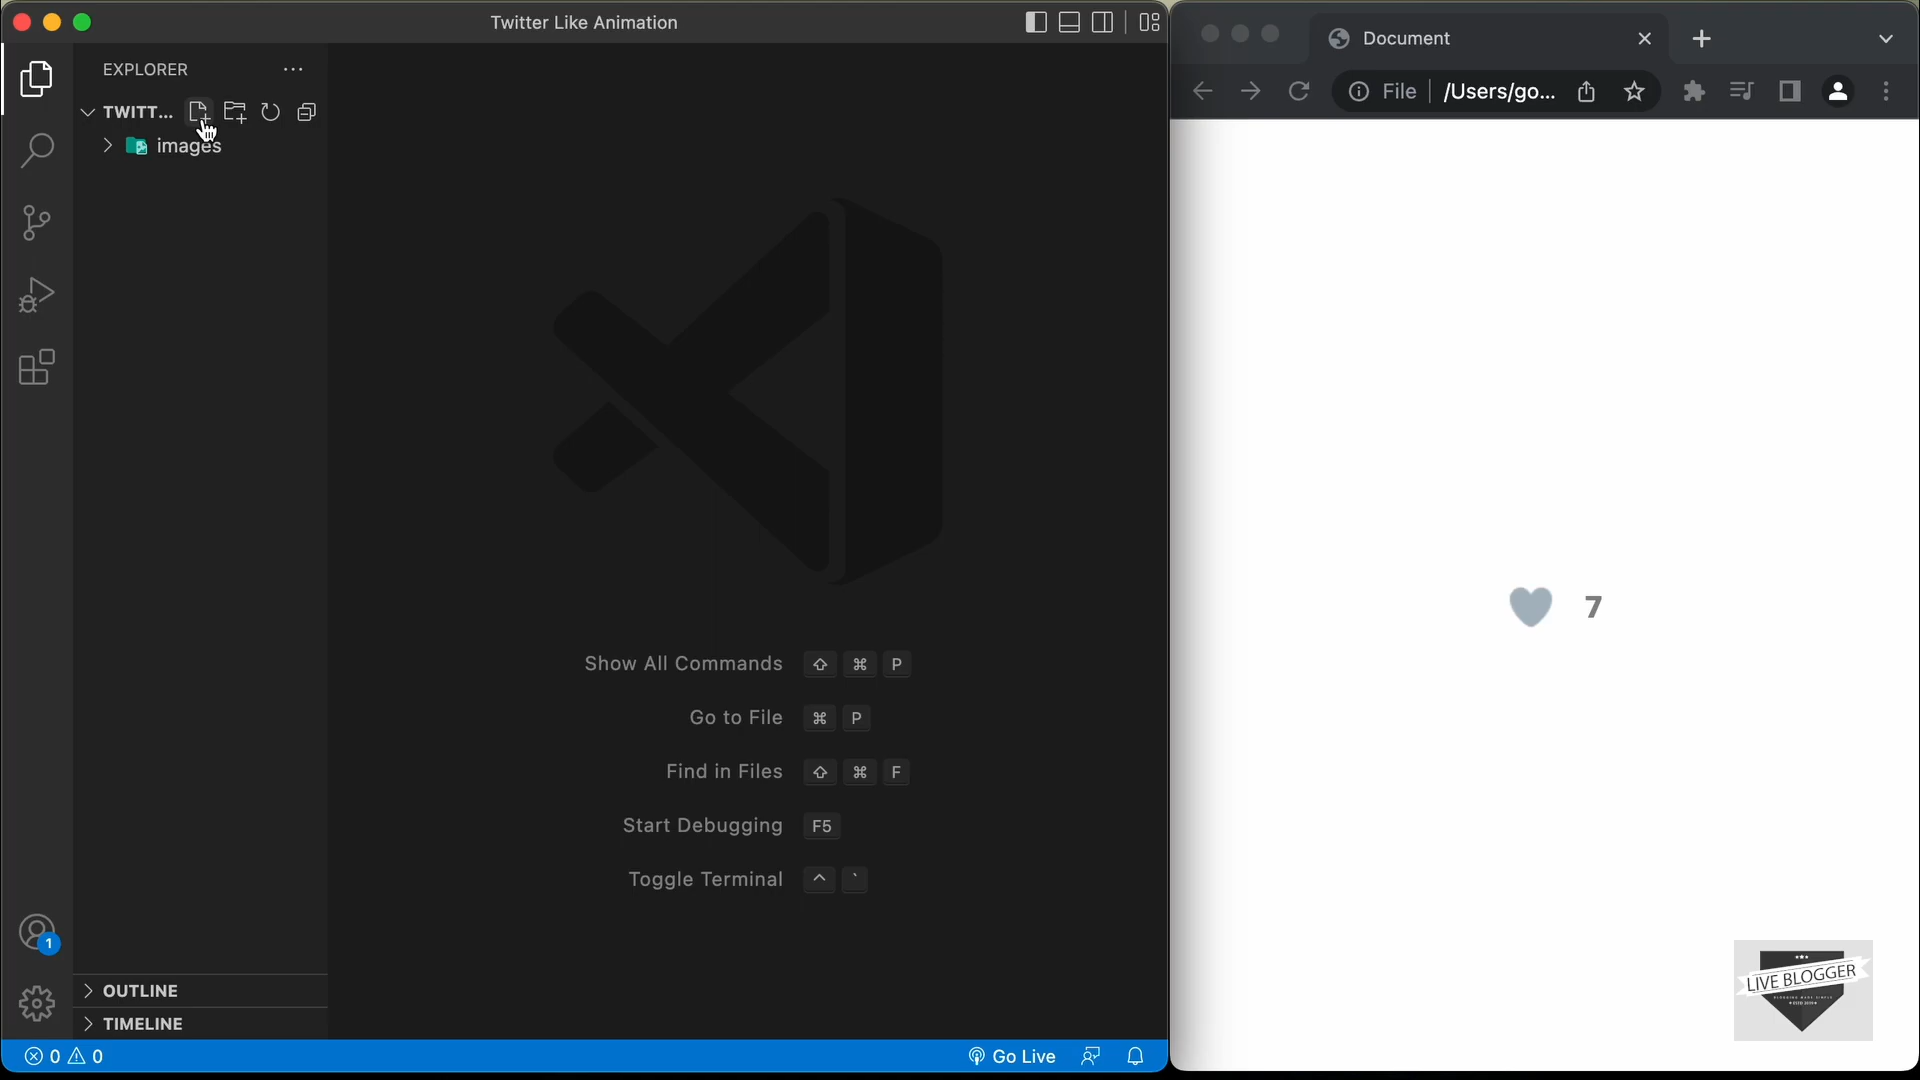 Twitter Like Animation
EXPLORER
TWITT...
images
Show All Commands ⇧ ⌘ P
Go to File ⌘ P
Find in Files ⇧ ⌘ F
Start Debugging F5
Toggle Terminal ^ `
1
OUTLINE
TIMELINE
0 0
Go Live
Document
File /Users/go...
7
LIVE BLOGGER